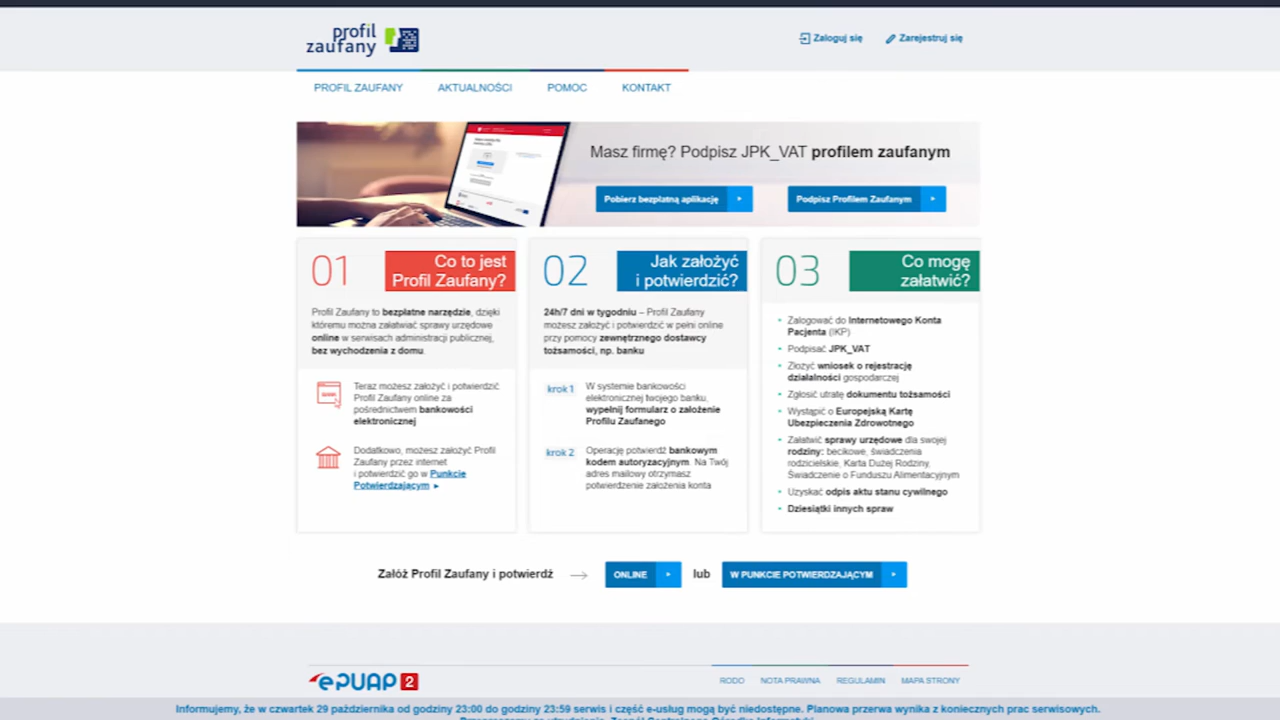 profil
zaufany
Zaloguj się
Zarejestruj się
PROFIL ZAUFANY
AKTUALNOŚCI
POMOC
KONTAKT
Masz firmę? Podpisz JPK_VAT profilem zaufanym
Pobierz bezpłatną aplikację
Podpisz Profilem Zaufanym
01
Co to jest
Profil Zaufany?
Profil Zaufany to bezpłatne narzędzie, dzięki
któremu można załatwiać sprawy urzędowe
online w serwisach administracji publicznej,
bez wychodzenia z domu.
Teraz możesz założyć i potwierdzić
Profil Zaufany online za
pośrednictwem bankowości
elektronicznej
Dodatkowo, możesz założyć Profil
Zaufany przez internet
i potwierdzić go w Punkcie
Potwierdzającym
02
Jak założyć
i potwierdzić?
24h/7 dni w tygodniu – Profil Zaufany
możesz założyć i potwierdzić w pełni online
przy pomocy zewnętrznego dostawcy
tożsamości, np. banku
krok 1
W systemie bankowości
elektronicznej twojego banku,
wypełnij formularz o założenie
Profilu Zaufanego
krok 2
Operację potwierdź bankowym
kodem autoryzacyjnym. Na Twój
adres mailowy otrzymasz
potwierdzenie założenia konta
03
Co mogę
załatwić?
Zalogować do Internetowego Konta
Pacjenta (IKP)
Podpisać JPK_VAT
Złożyć wniosek o rejestrację
działalności gospodarczej
Zgłosić utratę dokumentu tożsamości
Wystąpić o Europejską Kartę
Ubezpieczenia Zdrowotnego
Załatwić sprawy urzędowe dla swojej
rodziny: becikowe, świadczenia
rodzicielskie, Karta Dużej Rodziny,
Świadczenie o Funduszu Alimentacyjnym
Uzyskać odpis aktu stanu cywilnego
Dziesiątki innych spraw
Załóż Profil Zaufany i potwierdź
ONLINE
lub
W PUNKCIE POTWIERDZAJĄCYM
ePUAP 2
RODO
NOTA PRAWNA
REGULAMIN
MAPA STRONY
Informujemy, że w czwartek 29 października od godziny 23:00 do godziny 23:59 serwis i część e-usług mogą być niedostępne. Planowa przerwa wynika z koniecznych prac serwisowych.